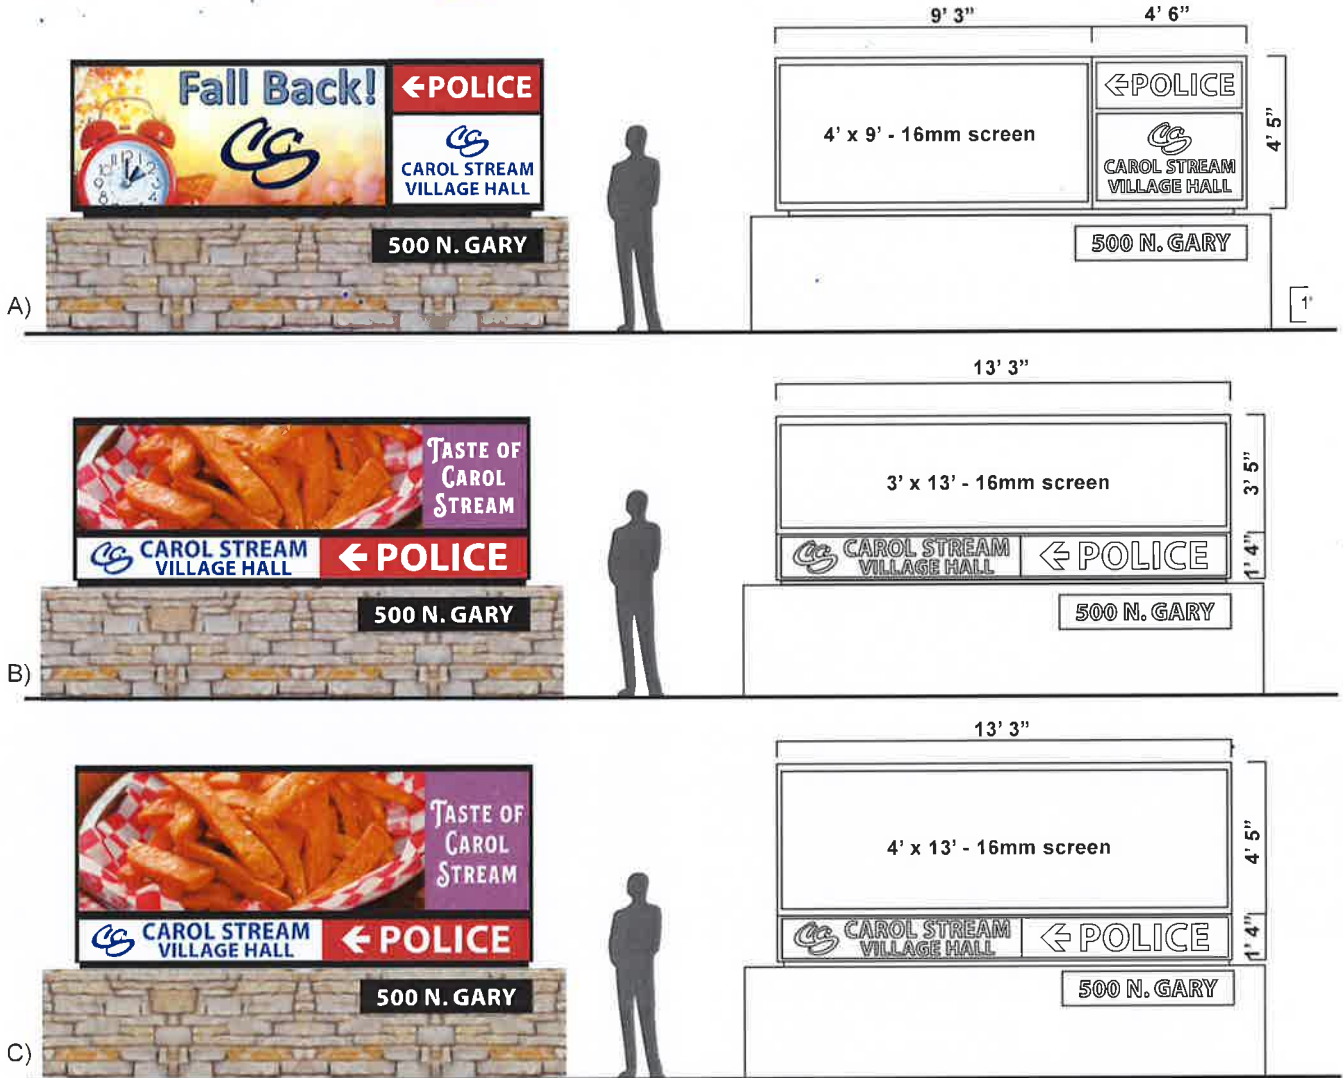 9' 3"
4' 6"
Fall Back!
CS
←POLICE
CS
CAROL STREAM
VILLAGE HALL
500 N. GARY
4' x 9' - 16mm screen
←POLICE
CS
CAROL STREAM
VILLAGE HALL
4' 5"
500 N. GARY
1'
A)
13' 3"
TASTE OF
CAROL
STREAM
CS CAROL STREAM
VILLAGE HALL
←POLICE
500 N. GARY
3' x 13' - 16mm screen
3' 5"
CS CAROL STREAM
VILLAGE HALL
←POLICE
1' 4"
500 N. GARY
B)
13' 3"
TASTE OF
CAROL
STREAM
CS CAROL STREAM
VILLAGE HALL
←POLICE
500 N. GARY
4' x 13' - 16mm screen
4' 5"
CS CAROL STREAM
VILLAGE HALL
←POLICE
1' 4"
500 N. GARY
C)